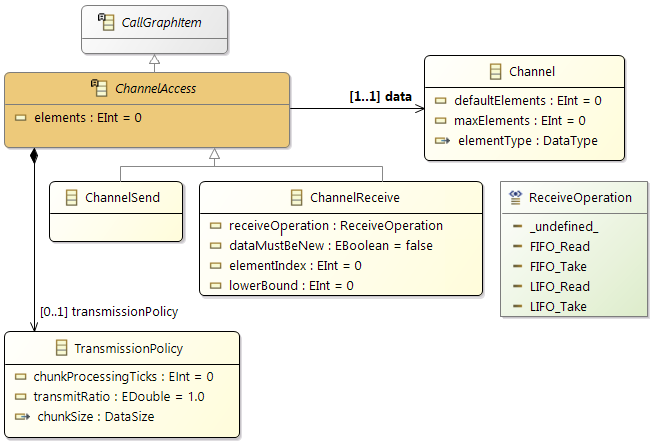 CallGraphItem
ChannelAccess
elements : EInt = 0
[1..1] data
Channel
defaultElements : EInt = 0
maxElements : EInt = 0
elementType : DataType
ChannelSend
ChannelReceive
receiveOperation : ReceiveOperation
dataMustBeNew : EBoolean = false
elementIndex : EInt = 0
lowerBound : EInt = 0
ReceiveOperation
_undefined_
FIFO_Read
FIFO_Take
LIFO_Read
LIFO_Take
[0..1] transmissionPolicy
TransmissionPolicy
chunkProcessingTicks : EInt = 0
transmitRatio : EDouble = 1.0
chunkSize : DataSize